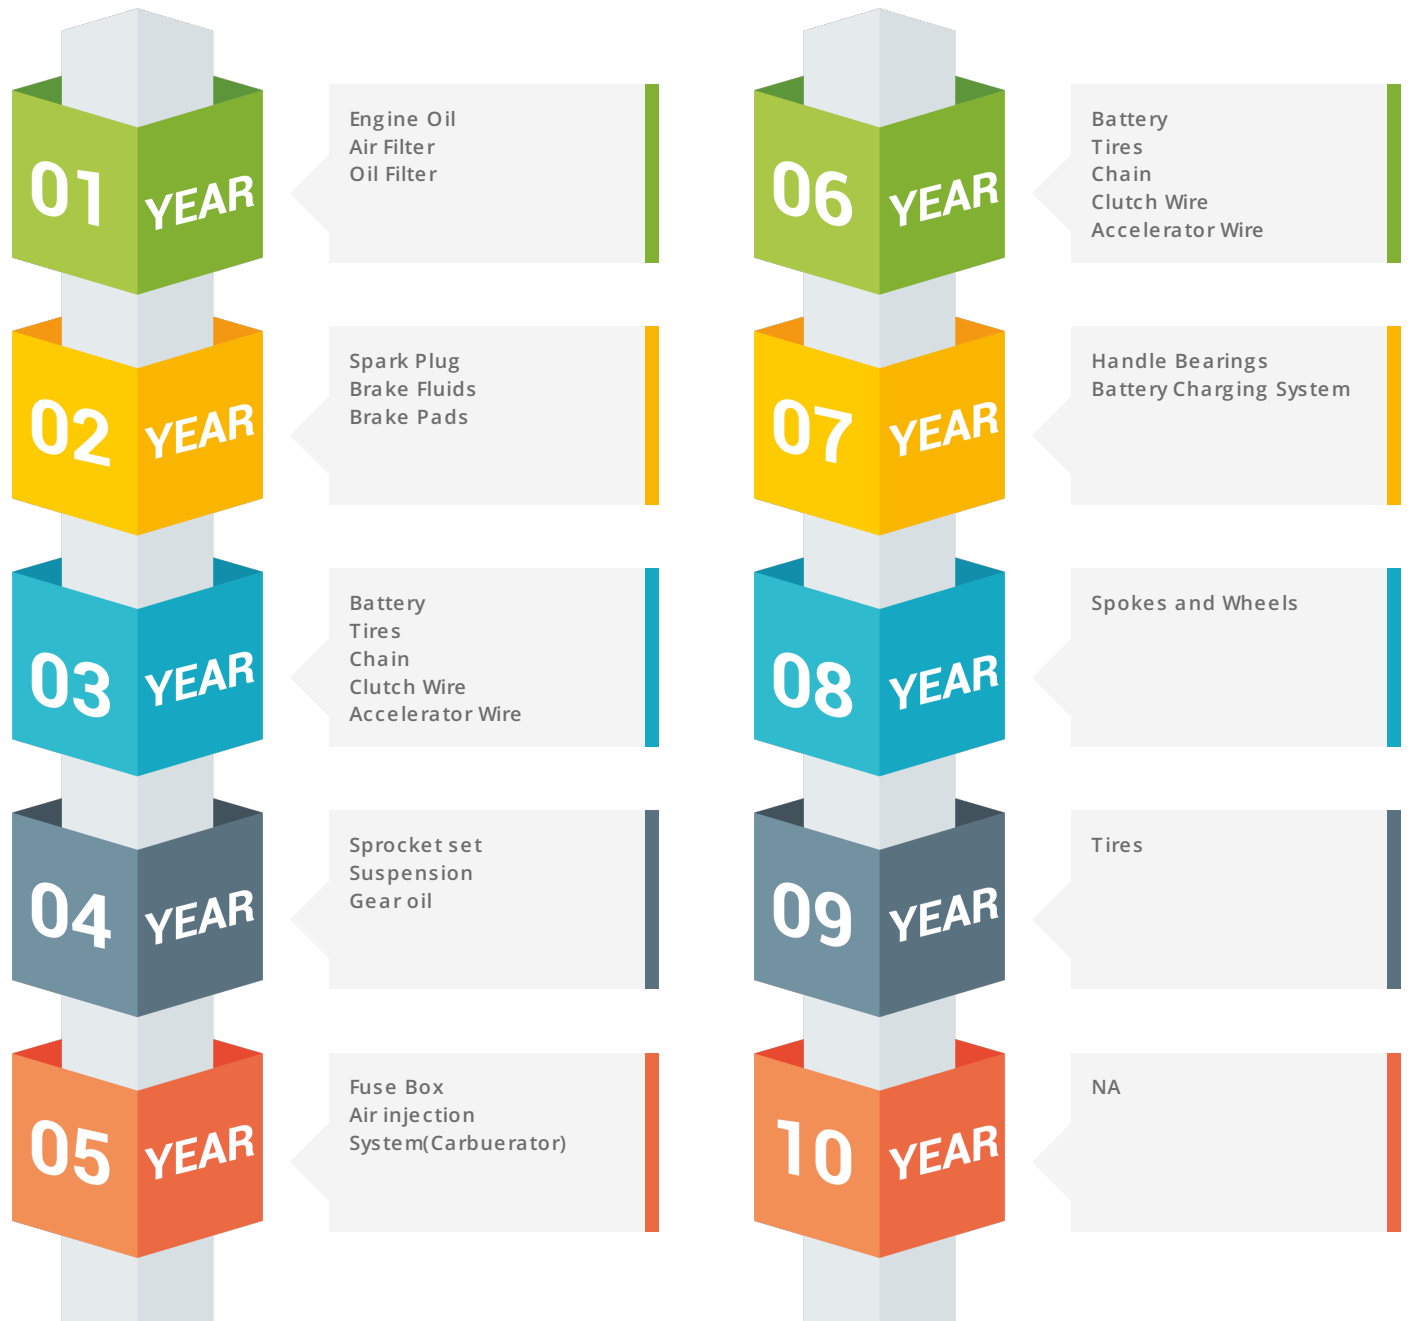 01 YEAR
Engine Oil
Air Filter
Oil Filter
02 YEAR
Spark Plug
Brake Fluids
Brake Pads
03 YEAR
Battery
Tires
Chain
Clutch Wire
Accelerator Wire
04 YEAR
Sprocket set
Suspension
Gear oil
05 YEAR
Fuse Box
Air injection
System(Carbuerator)
06 YEAR
Battery
Tires
Chain
Clutch Wire
Accelerator Wire
07 YEAR
Handle Bearings
Battery Charging System
08 YEAR
Spokes and Wheels
09 YEAR
Tires
10 YEAR
NA